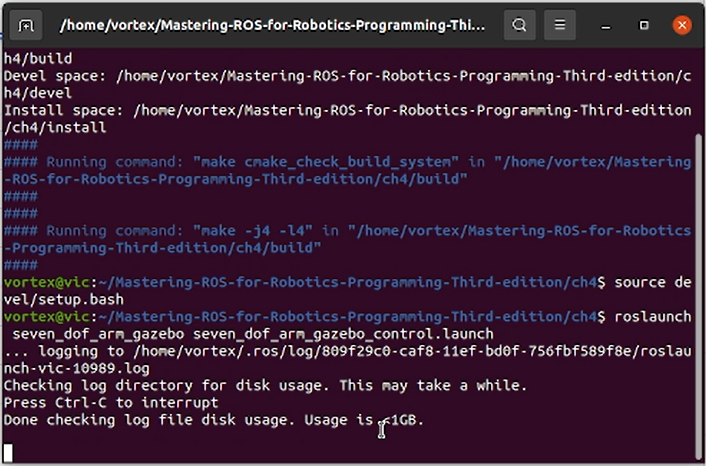 /home/vortex/Mastering-ROS-for-Robotics-Programming-Thi...
h4/build
Devel space: /home/vortex/Mastering-ROS-for-Robotics-Programming-Third-edition/c
h4/devel
Install space: /home/vortex/Mastering-ROS-for-Robotics-Programming-Third-edition
/ch4/install
####
#### Running command: "make cmake_check_build_system" in "/home/vortex/Mastering
-ROS-for-Robotics-Programming-Third-edition/ch4/build"
####
####
#### Running command: "make -j4 -l4" in "/home/vortex/Mastering-ROS-for-Robotics
-Programming-Third-edition/ch4/build"
####
vortex@vic:~/Mastering-ROS-for-Robotics-Programming-Third-edition/ch4$ source de
vel/setup.bash
vortex@vic:~/Mastering-ROS-for-Robotics-Programming-Third-edition/ch4$ roslaunch
seven_dof_arm_gazebo seven_dof_arm_gazebo_control.launch
... logging to /home/vortex/.ros/log/809f29c0-caf8-11ef-bd0f-756fbf589f8e/roslau
nch-vic-10989.log
Checking log directory for disk usage. This may take a while.
Press Ctrl-C to interrupt
Done checking log file disk usage. Usage is <1GB.